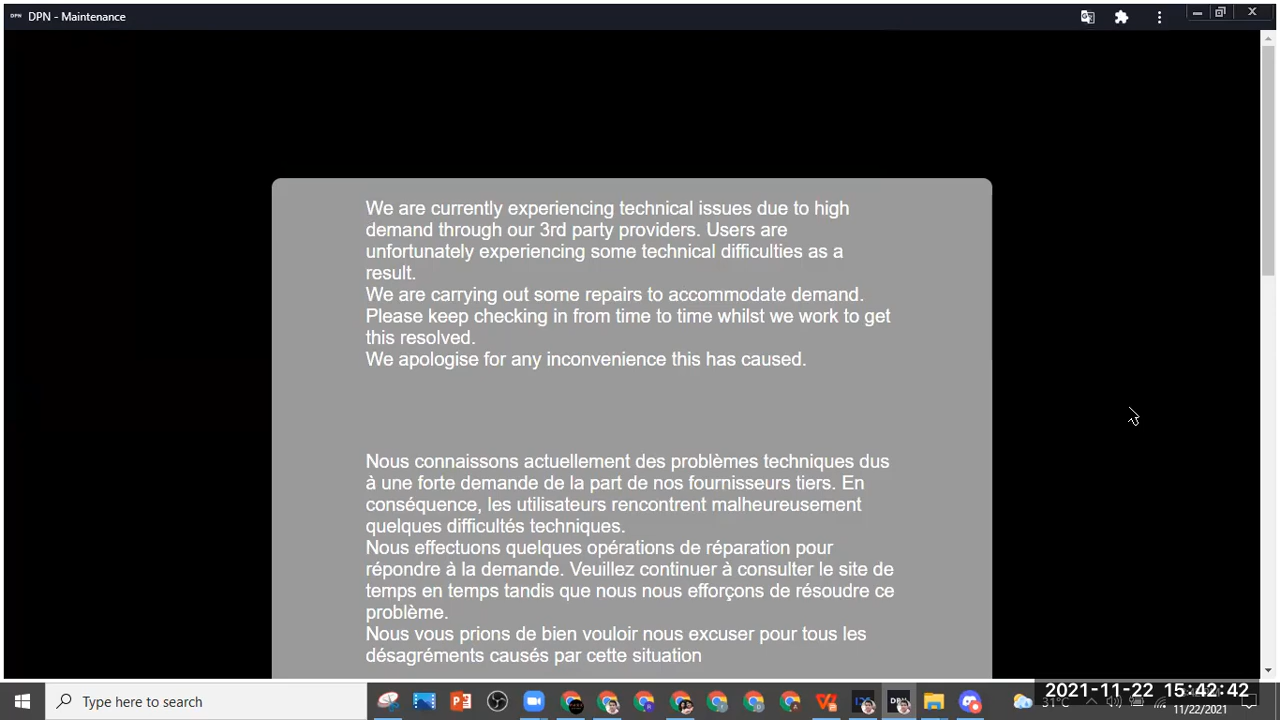 DPN DPN - Maintenance
We are currently experiencing technical issues due to high
demand through our 3rd party providers. Users are
unfortunately experiencing some technical difficulties as a
result.
We are carrying out some repairs to accommodate demand.
Please keep checking in from time to time whilst we work to get
this resolved.
We apologise for any inconvenience this has caused.
Nous connaissons actuellement des problèmes techniques dus
à une forte demande de la part de nos fournisseurs tiers. En
conséquence, les utilisateurs rencontrent malheureusement
quelques difficultés techniques.
Nous effectuons quelques opérations de réparation pour
répondre à la demande. Veuillez continuer à consulter le site de
temps en temps tandis que nous nous efforçons de résoudre ce
problème.
Nous vous prions de bien vouloir nous excuser pour tous les
désagréments causés par cette situation
Type here to search
31°C
2021-11-22 15:42:42
11/22/2021